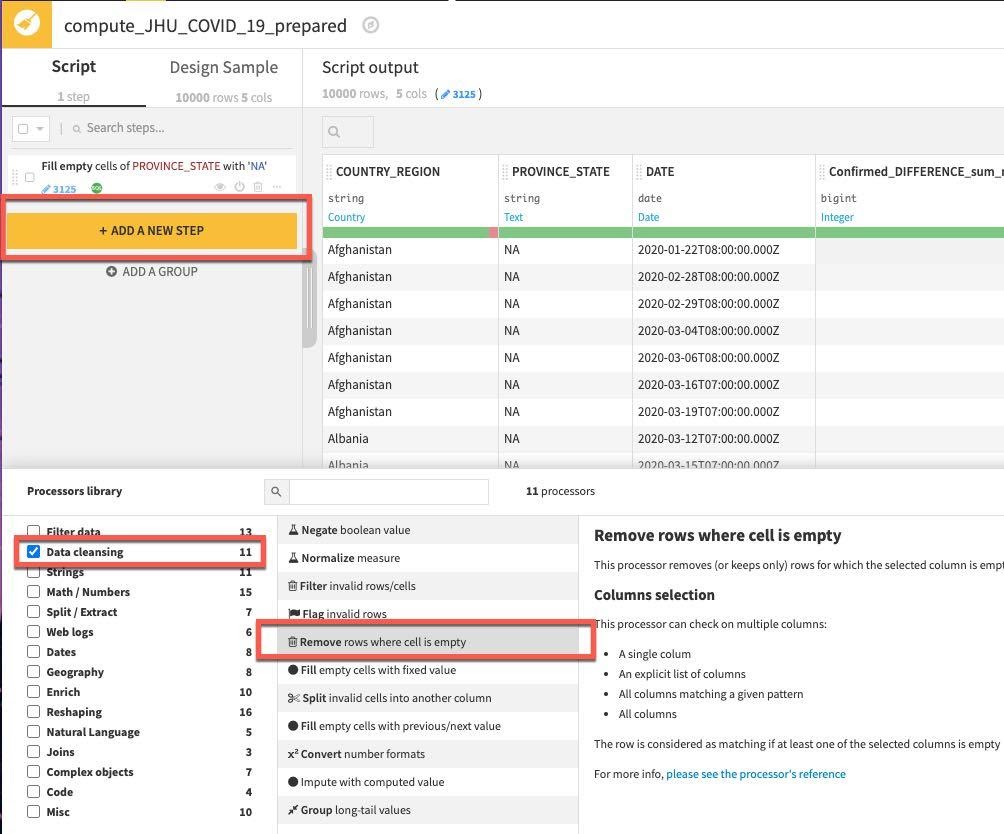 compute_JHU_COVID_19_prepared
Script
Design Sample
1 step
10000 rows 5 cols
Script output
10000 rows, 5 cols ( 3125 )
Search steps...
Fill empty cells of PROVINCE_STATE with 'NA'
3125
+ ADD A NEW STEP
ADD A GROUP
COUNTRY_REGION PROVINCE_STATE DATE Confirmed_DIFFERENCE_sum_
string string date bigint
Country Text Date Integer
Afghanistan NA 2020-01-22T08:00:00.000Z
Afghanistan NA 2020-02-28T08:00:00.000Z
Afghanistan NA 2020-02-29T08:00:00.000Z
Afghanistan NA 2020-03-04T08:00:00.000Z
Afghanistan NA 2020-03-06T08:00:00.000Z
Afghanistan NA 2020-03-16T07:00:00.000Z
Afghanistan NA 2020-03-19T07:00:00.000Z
Albania NA 2020-03-12T07:00:00.000Z
Albania NA 2020-03-15T07:00:00.000Z
Processors library
11 processors
Filter data 13
Data cleansing 11
Strings 11
Math / Numbers 15
Split / Extract 7
Web logs 6
Dates 8
Geography 8
Enrich 10
Reshaping 16
Natural Language 5
Joins 3
Complex objects 7
Code 4
Misc 10
Negate boolean value
Normalize measure
Filter invalid rows/cells
Flag invalid rows
Remove rows where cell is empty
Fill empty cells with fixed value
Split invalid cells into another column
Fill empty cells with previous/next value
x² Convert number formats
Impute with computed value
Group long-tail values
Remove rows where cell is empty
This processor removes (or keeps only) rows for which the selected column is empt
Columns selection
This processor can check on multiple columns:
• A single colum
• An explicit list of columns
• All columns matching a given pattern
• All columns
The row is considered as matching if at least one of the selected columns is empty
For more info, please see the processor's reference